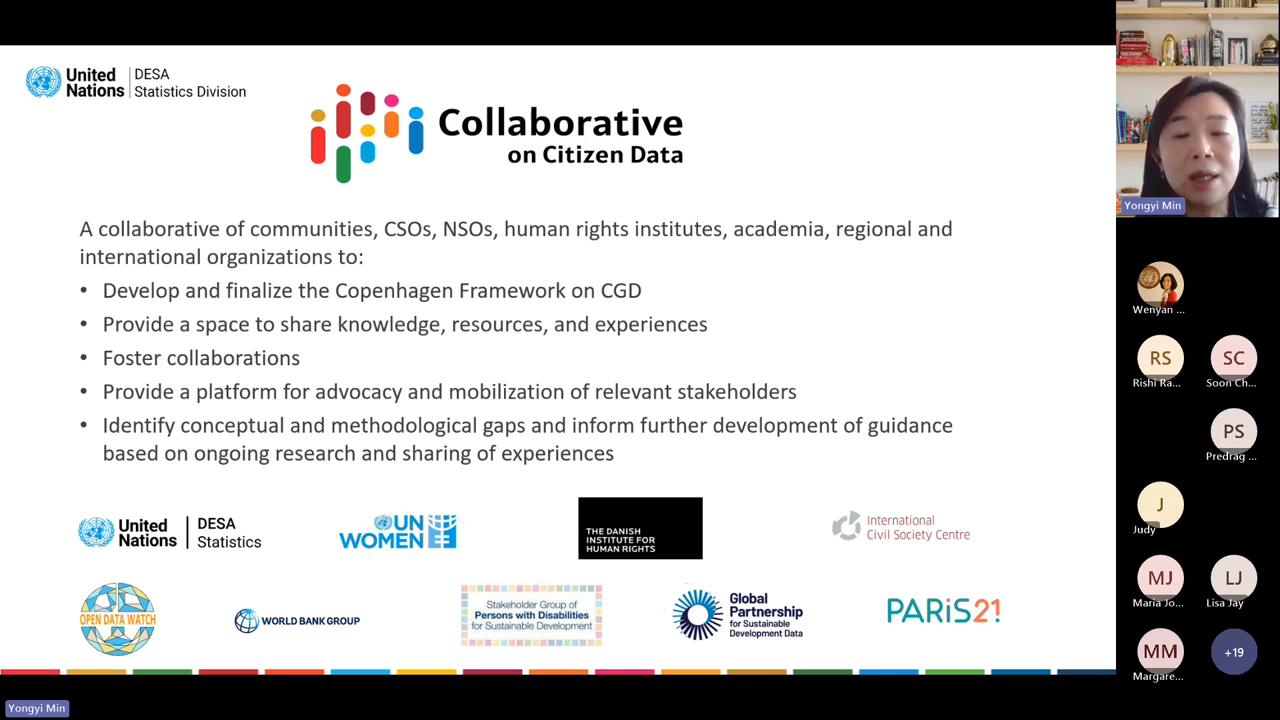 United Nations
DESA
Statistics Division
Collaborative
on Citizen Data
A collaborative of communities, CSOs, NSOs, human rights institutes, academia, regional and
international organizations to:
• Develop and finalize the Copenhagen Framework on CGD
• Provide a space to share knowledge, resources, and experiences
• Foster collaborations
• Provide a platform for advocacy and mobilization of relevant stakeholders
• Identify conceptual and methodological gaps and inform further development of guidance
based on ongoing research and sharing of experiences
United
Nations
DESA
Statistics
UN
WOMEN
THE DANISH
INSTITUTE FOR
HUMAN RIGHTS
International
Civil Society Centre
OPEN DATA WATCH
WORLD BANK GROUP
Stakeholder Group of
Persons with Disabilities
for Sustainable Development
Global
Partnership
for Sustainable
Development Data
PARiS21
Yongyi Min
Wenyan ...
RS
Rishi Ra...
SC
Soon Ch...
PS
Predrag ...
J
Judy
MJ
Maria Jo...
LJ
Lisa Jay
MM
Margare...
+19
Yongyi Min